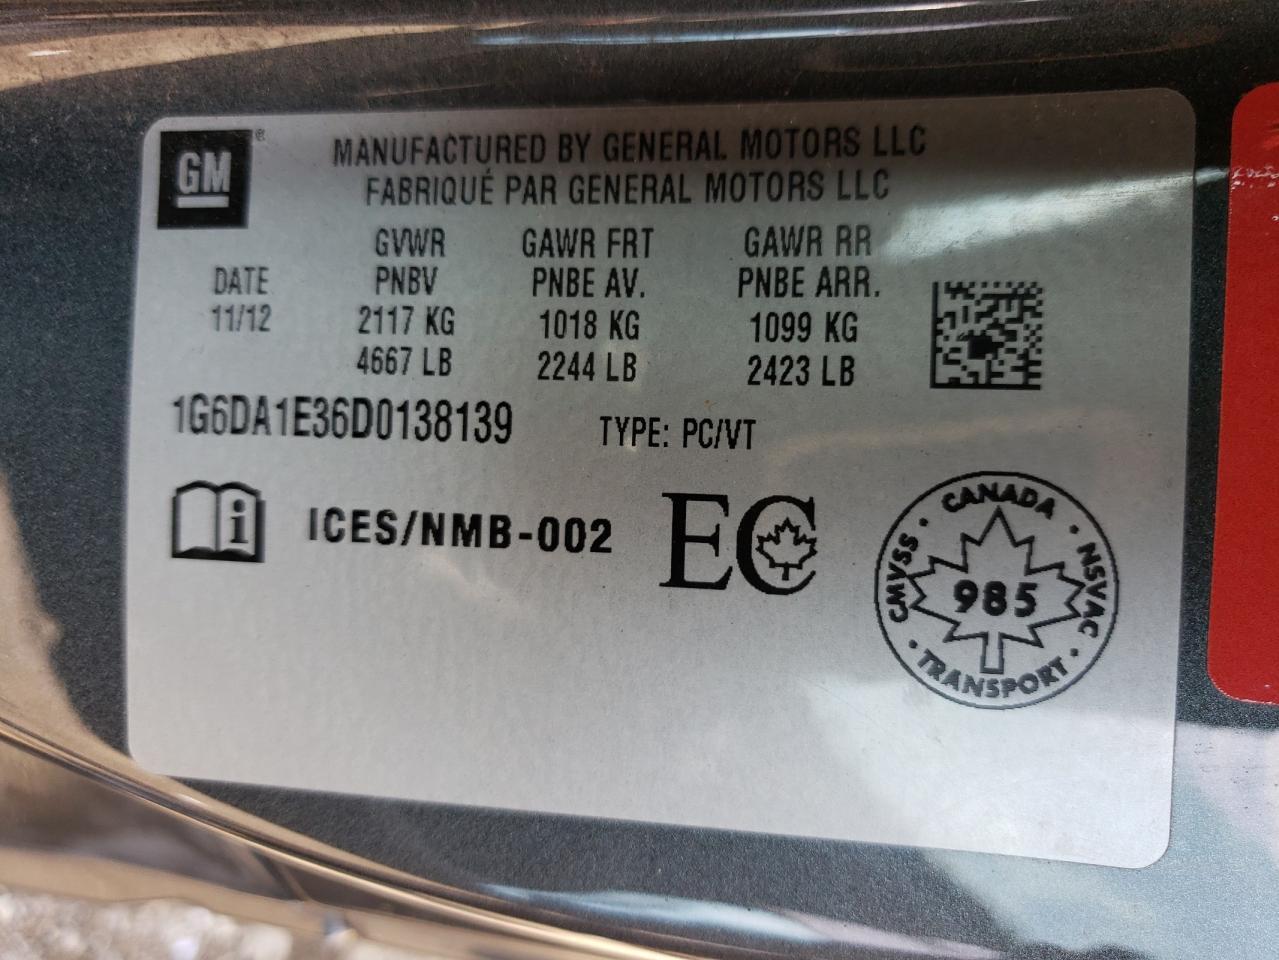 GM®
MANUFACTURED BY GENERAL MOTORS LLC
FABRIQUÉ PAR GENERAL MOTORS LLC
GVWR GAWR FRT GAWR RR
DATE PNBV PNBE AV. PNBE ARR.
11/12 2117 KG 1018 KG 1099 KG
4667 LB 2244 LB 2423 LB
1G6DA1E36D0138139 TYPE: PC/VT
i ICES/NMB-002 EC
CANADA
CMVSS · NSVAC
985
TRANSPORT